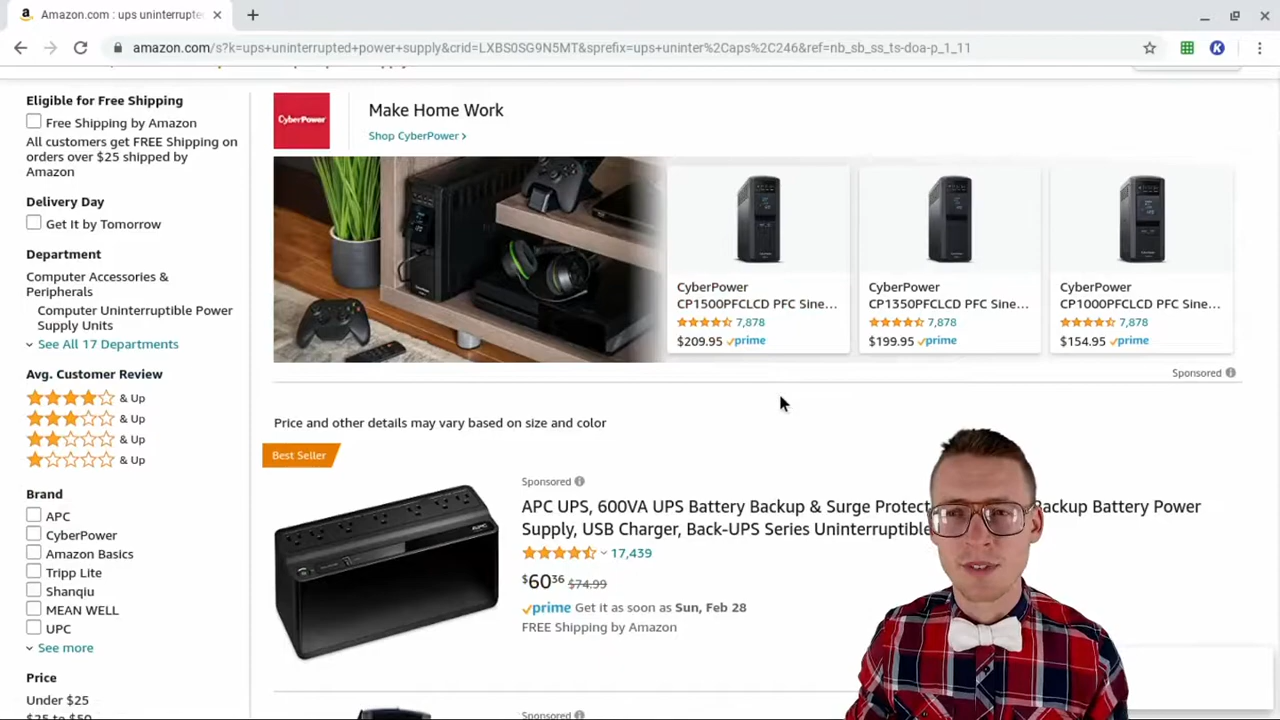 Amazon.com : ups uninterrupte
amazon.com/s?k=ups+uninterrupted+power+supply&crid=LXBS0SG9N5MT&sprefix=ups+uninter%2Caps%2C246&ref=nb_sb_ss_ts-doa-p_1_11
Eligible for Free Shipping
Free Shipping by Amazon
All customers get FREE Shipping on
orders over $25 shipped by
Amazon
Delivery Day
Get It by Tomorrow
Department
Computer Accessories &
Peripherals
Computer Uninterruptible Power
Supply Units
See All 17 Departments
Avg. Customer Review
& Up
& Up
& Up
& Up
Brand
APC
CyberPower
Amazon Basics
Tripp Lite
Shanqiu
MEAN WELL
UPC
See more
Price
Under $25
$25 to $50
CyberPower
Make Home Work
Shop CyberPower ›
CyberPower
CP1500PFCLCD PFC Sine…
7,878
$209.95 prime
CyberPower
CP1350PFCLCD PFC Sine…
7,878
$199.95 prime
CyberPower
CP1000PFCLCD PFC Sine…
7,878
$154.95 prime
Sponsored
Price and other details may vary based on size and color
Best Seller
APC
Sponsored
APC UPS, 600VA UPS Battery Backup & Surge Protect Backup Battery Power
Supply, USB Charger, Back-UPS Series Uninterruptible
17,439
$60 36 $74.99
prime Get it as soon as Sun, Feb 28
FREE Shipping by Amazon
Sponsored